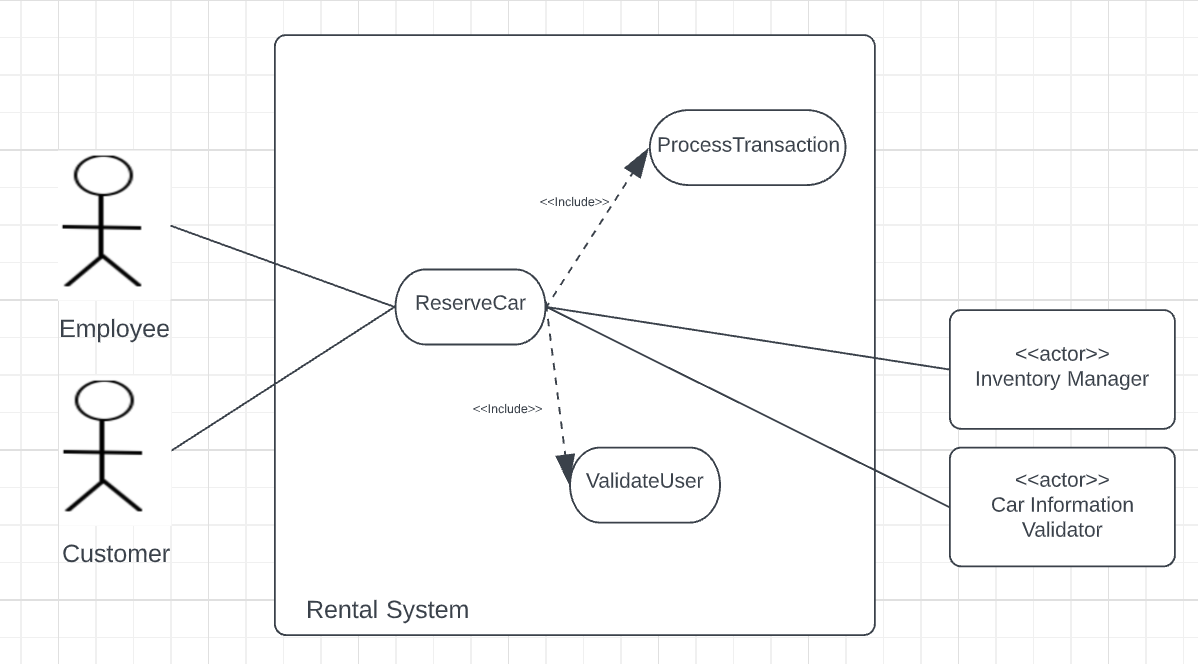 ProcessTransaction
<<Include>>
ReserveCar
Employee
<<actor>>
Inventory Manager
<<Include>>
ValidateUser
<<actor>>
Car Information
Validator
Customer
Rental System